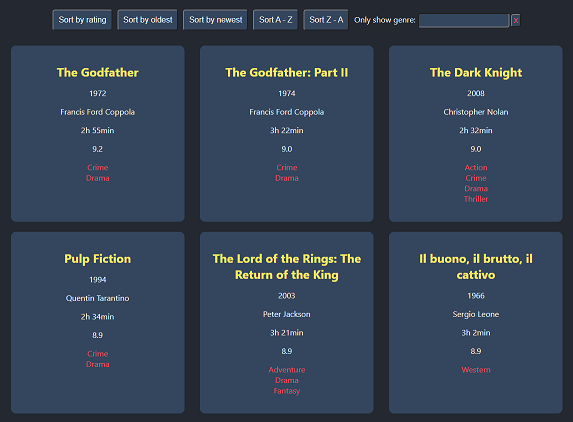 Sort by rating Sort by oldest Sort by newest Sort A - Z Sort Z - A Only show genre: X
The Godfather
1972
Francis Ford Coppola
2h 55min
9.2
Crime
Drama
The Godfather: Part II
1974
Francis Ford Coppola
3h 22min
9.0
Crime
Drama
The Dark Knight
2008
Christopher Nolan
2h 32min
9.0
Action
Crime
Drama
Thriller
Pulp Fiction
1994
Quentin Tarantino
2h 34min
8.9
Crime
Drama
The Lord of the Rings: The
Return of the King
2003
Peter Jackson
3h 21min
8.9
Adventure
Drama
Fantasy
Il buono, il brutto, il
cattivo
1966
Sergio Leone
3h 2min
8.9
Western